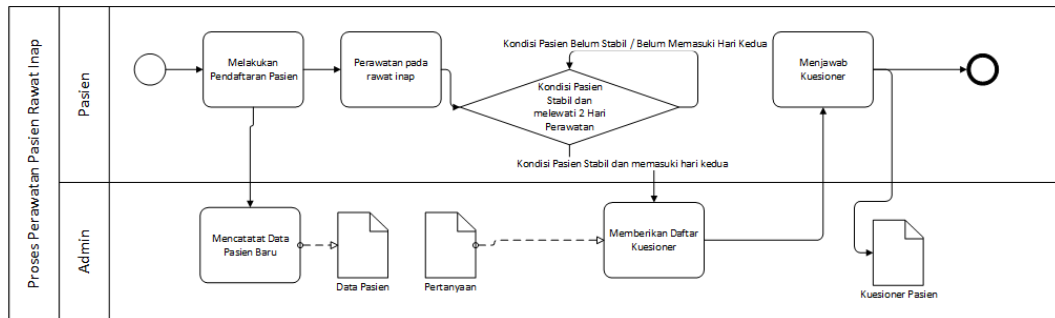 Proses Perawatan Pasien Rawat Inap
Pasien
Melakukan
Pendaftaran Pasien
Perawatan pada
rawat inap
Kondisi Pasien Belum Stabil / Belum Memasuki Hari Kedua
Kondisi Pasien
Stabil dan
melewati 2 Hari
Perawatan
Kondisi Pasien Stabil dan memasuki hari kedua
Menjawab
Kuesioner
Admin
Mencatatat Data
Pasien Baru
Data Pasien
Pertanyaan
Memberikan Daftar
Kuesioner
Kuesioner Pasien